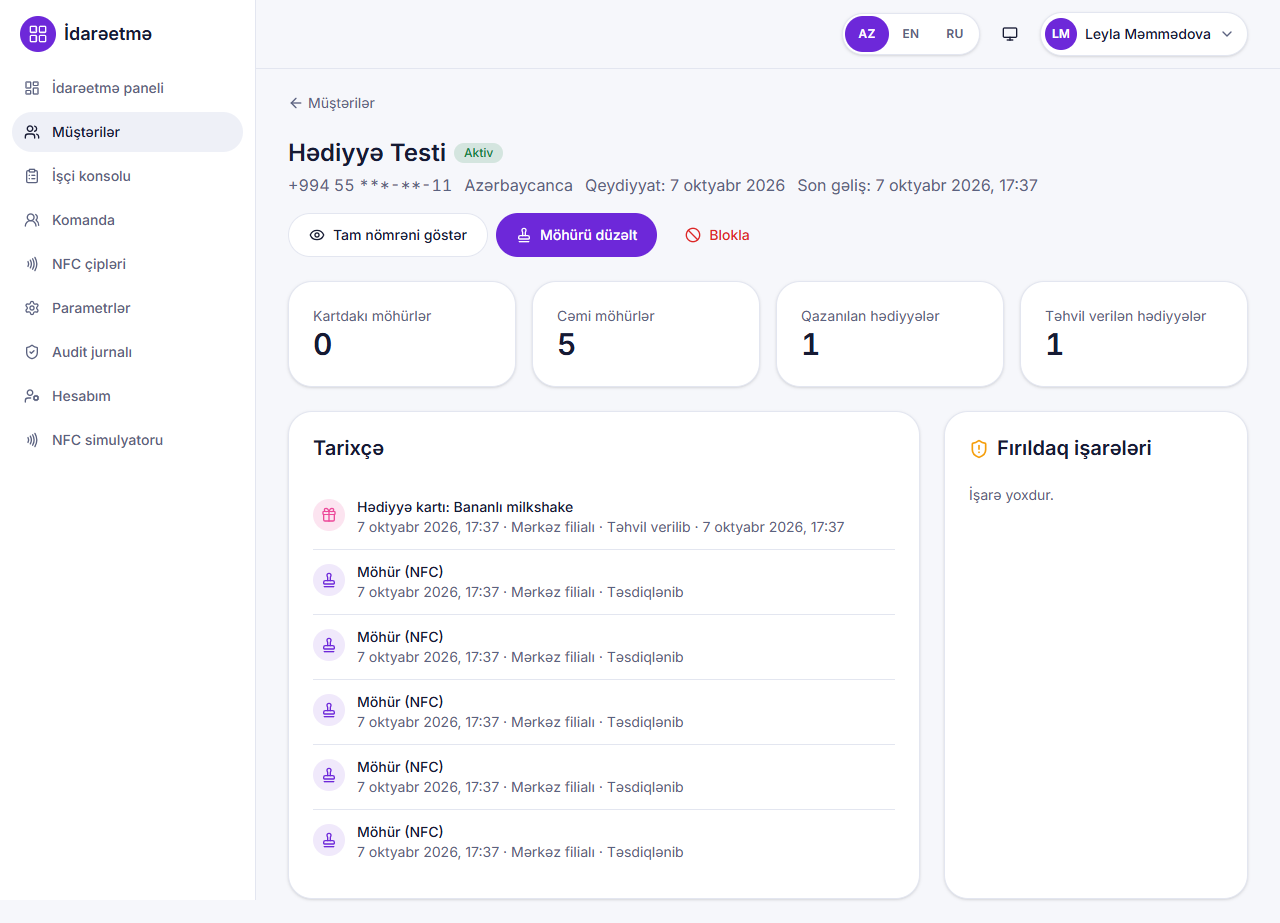 İdarəetmə
AZ EN RU
LM Leyla Məmmədova
İdarəetmə paneli
Müştərilər
İşçi konsolu
Komanda
NFC çipləri
Parametrlər
Audit jurnalı
Hesabım
NFC simulyatoru
Müştərilər
Hədiyyə Testi Aktiv
+994 55 ***-**-11 Azərbaycanca Qeydiyyat: 7 oktyabr 2026 Son gəliş: 7 oktyabr 2026, 17:37
Tam nömrəni göstər Möhürü düzəlt Blokla
Kartdakı möhürlər
0
Cəmi möhürlər
5
Qazanılan hədiyyələr
1
Təhvil verilən hədiyyələr
1
Tarixçə
Hədiyyə kartı: Bananlı milkshake
7 oktyabr 2026, 17:37 · Mərkəz filialı · Təhvil verilib · 7 oktyabr 2026, 17:37
Möhür (NFC)
7 oktyabr 2026, 17:37 · Mərkəz filialı · Təsdiqlənib
Möhür (NFC)
7 oktyabr 2026, 17:37 · Mərkəz filialı · Təsdiqlənib
Möhür (NFC)
7 oktyabr 2026, 17:37 · Mərkəz filialı · Təsdiqlənib
Möhür (NFC)
7 oktyabr 2026, 17:37 · Mərkəz filialı · Təsdiqlənib
Möhür (NFC)
7 oktyabr 2026, 17:37 · Mərkəz filialı · Təsdiqlənib
Fırıldaq işarələri
İşarə yoxdur.